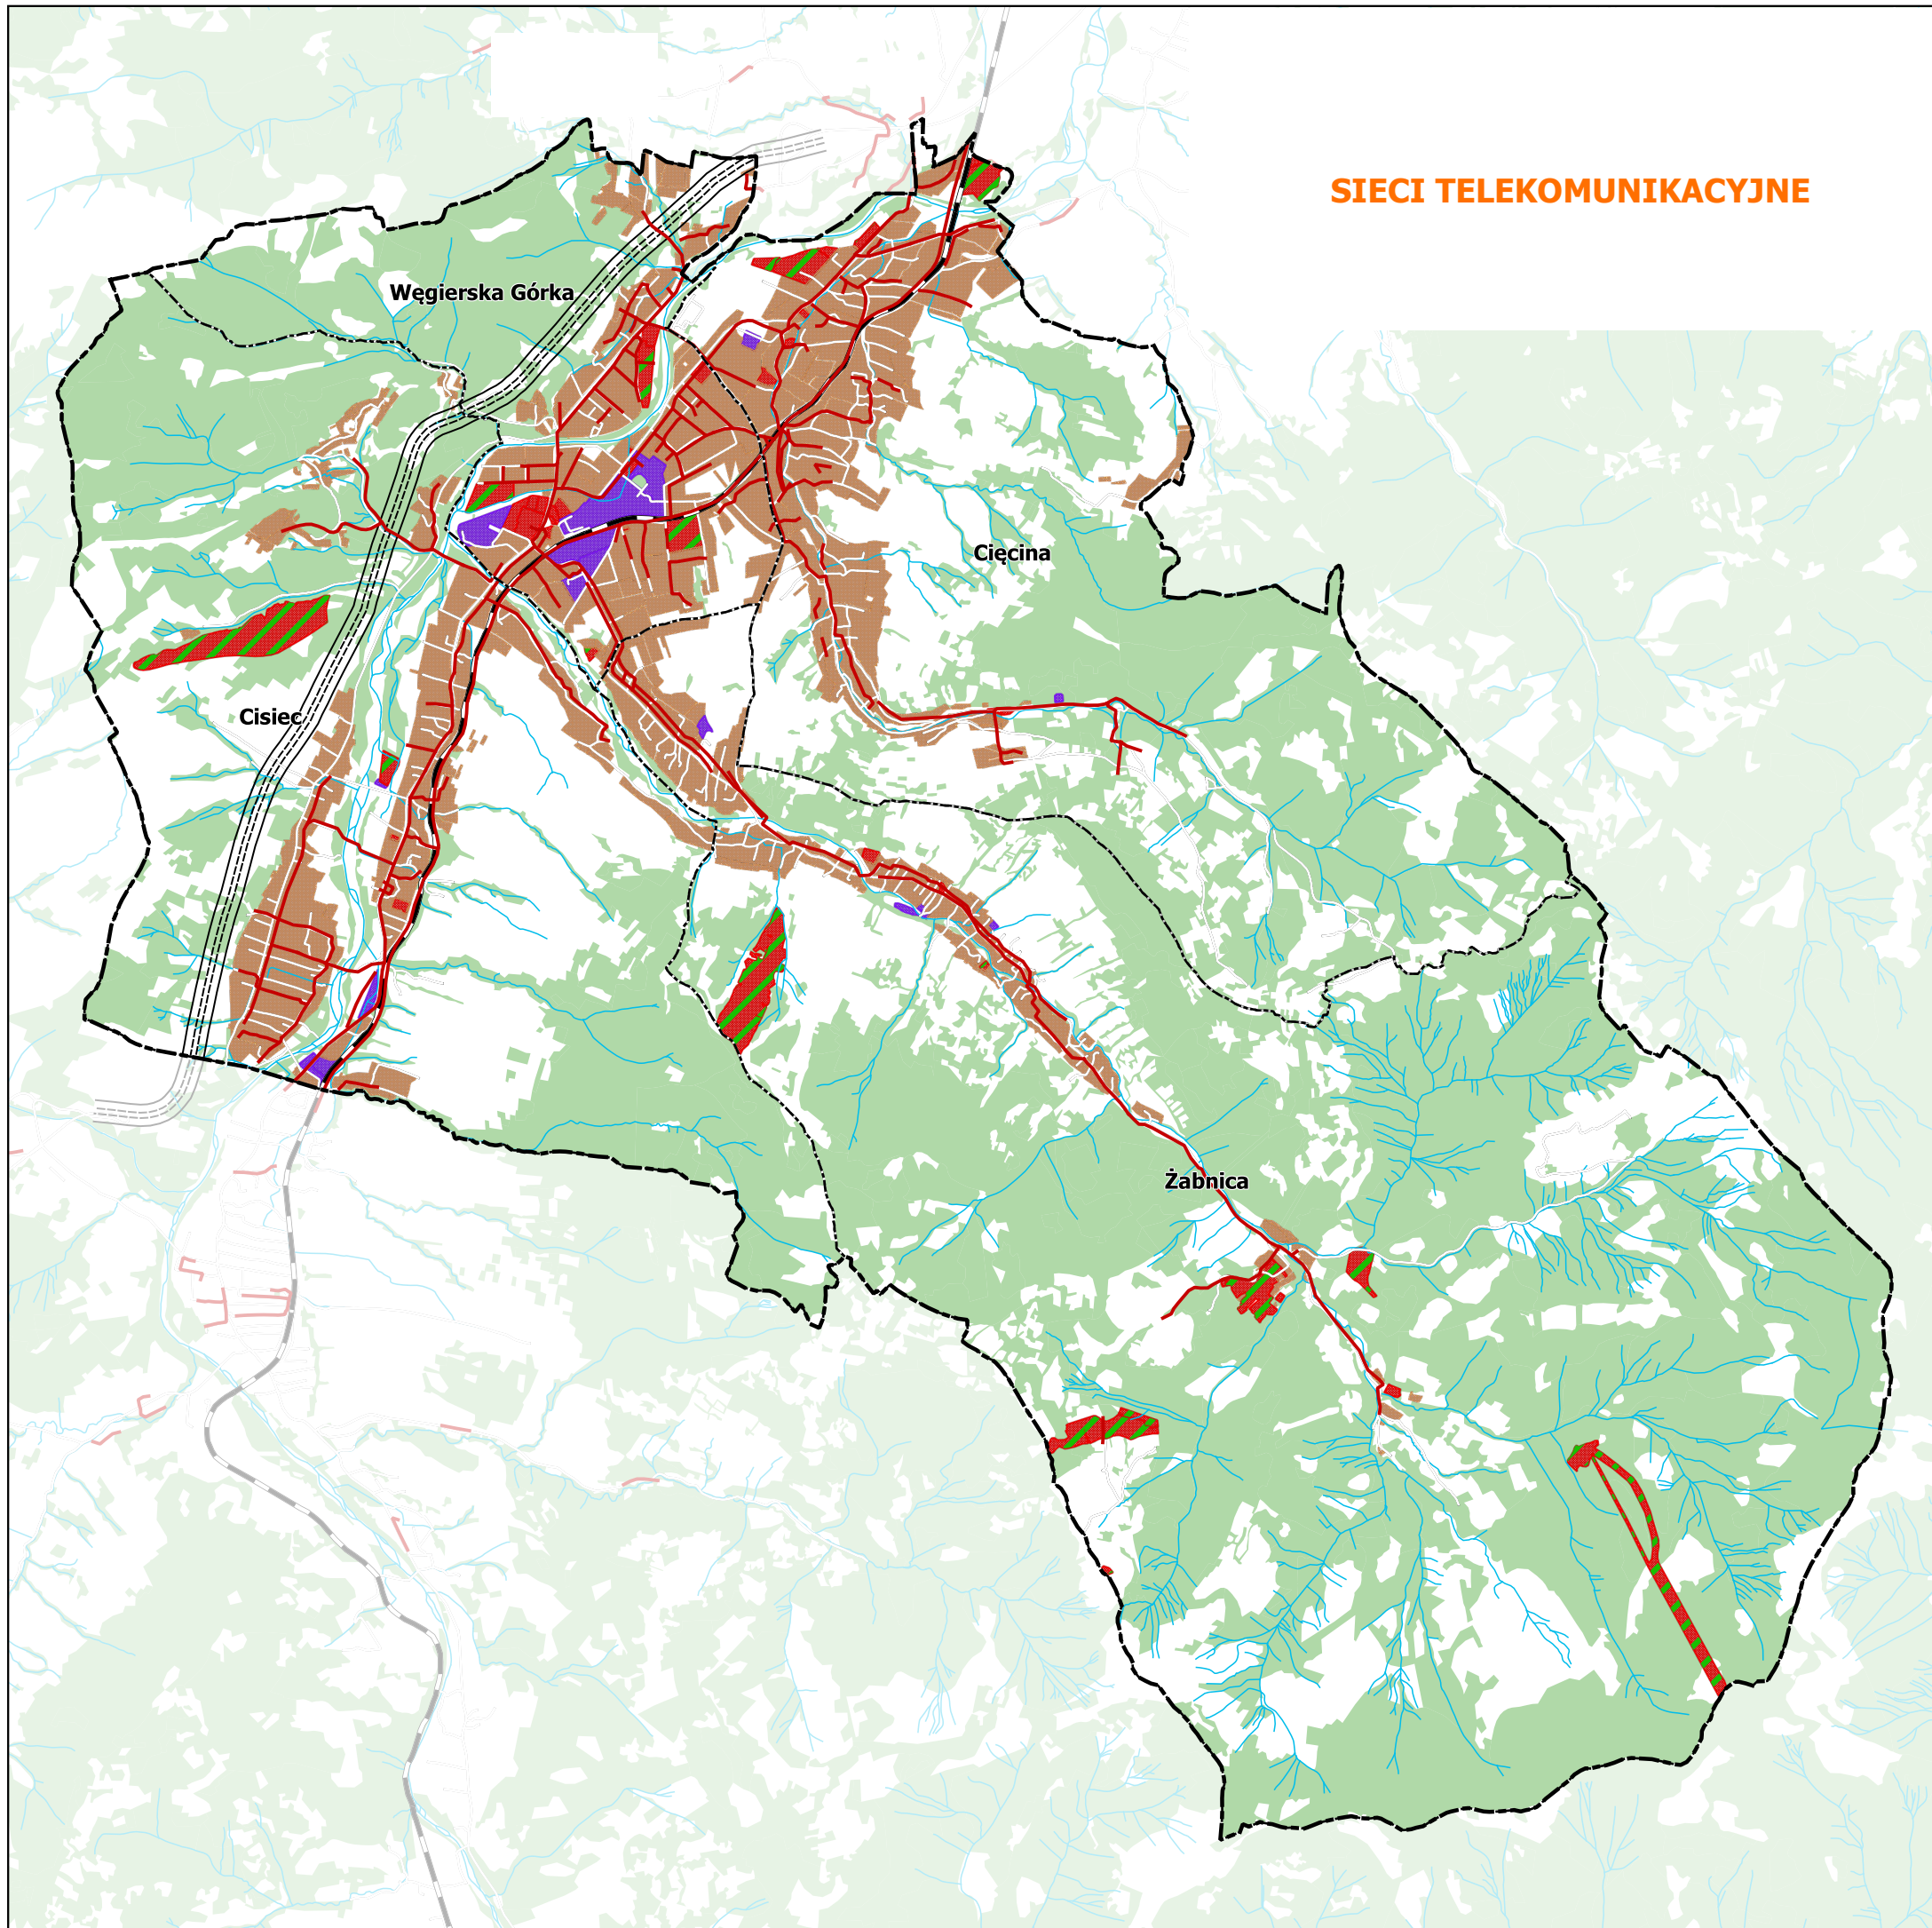 SIECI TELEKOMUNIKACYJNE
Węgierska Górka
Cięcina
Cisiec
Żabnica